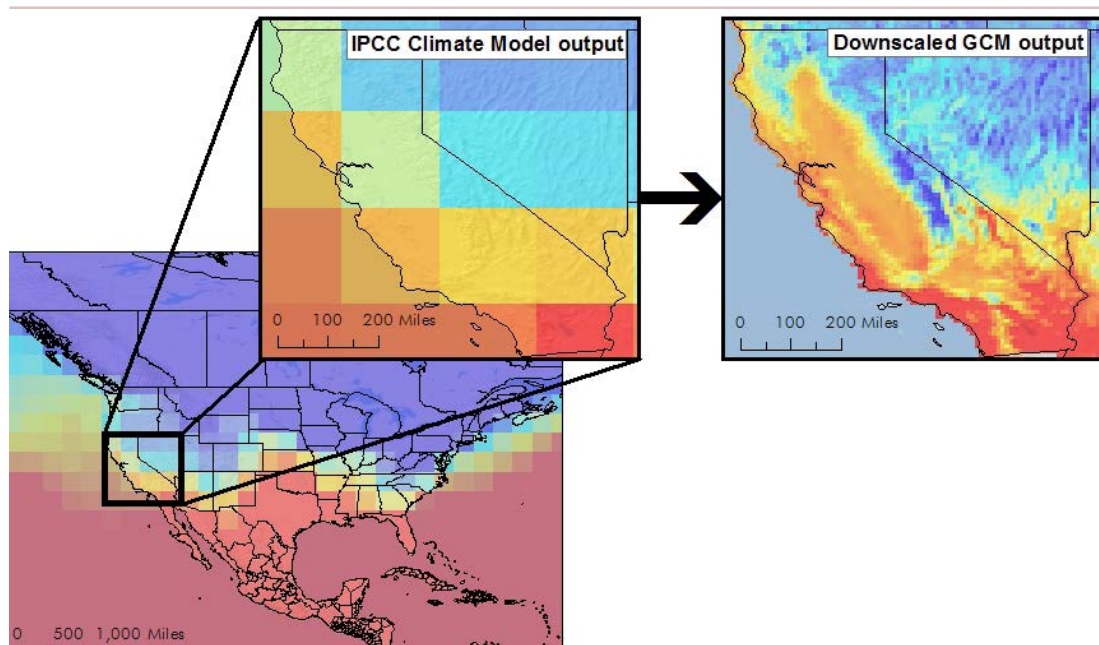 IPCC Climate Model output
Downscaled GCM output
0 100 200 Miles
0 100 200 Miles
0 500 1,000 Miles